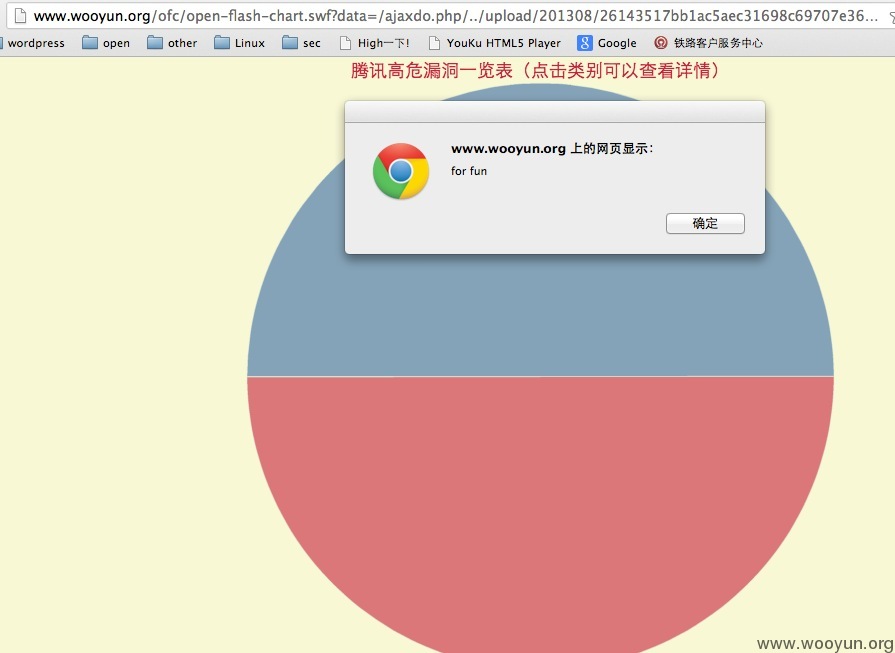 www.wooyun.org/ofc/open-flash-chart.swf?data=/ajaxdo.php/../upload/201308/26143517bb1ac5aec31698c69707e36...
wordpress open other Linux sec High一下! YouKu HTML5 Player Google 铁路客户服务中心
腾讯高危漏洞一览表（点击类别可以查看详情）
www.wooyun.org 上的网页显示：
for fun
确定
www.wooyun.org